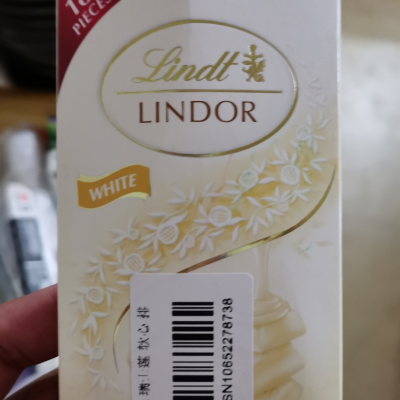 PIECES
Lindt
LINDOR
WHITE
软心排
SN10652278738